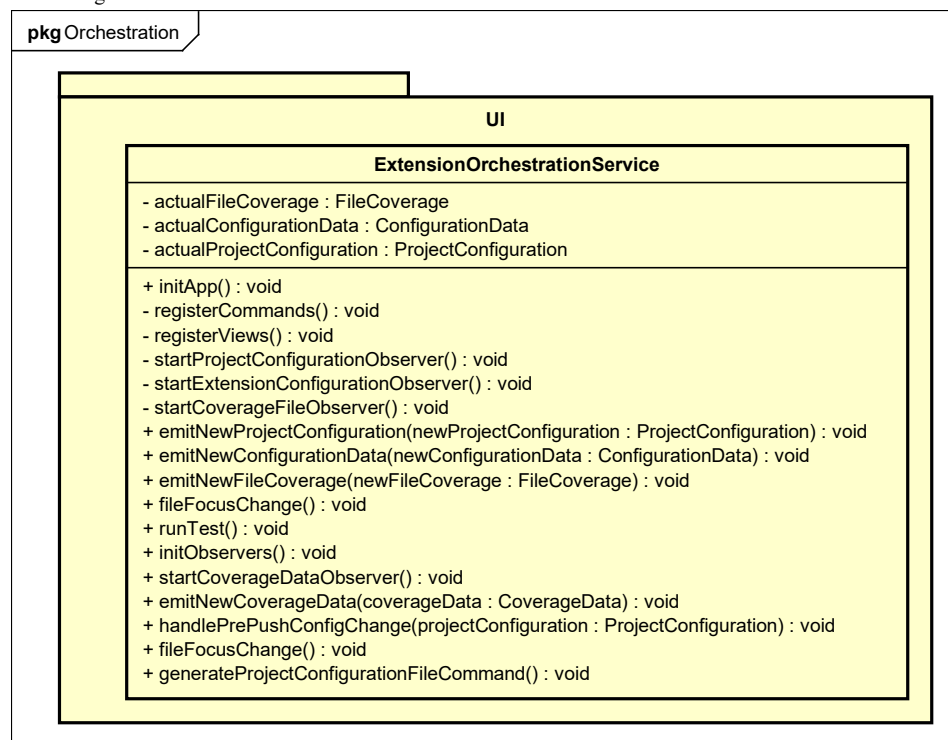 pkg Orchestration
UI
ExtensionOrchestrationService
- actualFileCoverage : FileCoverage
- actualConfigurationData : ConfigurationData
- actualProjectConfiguration : ProjectConfiguration
+ initApp() : void
- registerCommands() : void
- registerViews() : void
- startProjectConfigurationObserver() : void
- startExtensionConfigurationObserver() : void
- startCoverageFileObserver() : void
+ emitNewProjectConfiguration(newProjectConfiguration : ProjectConfiguration) : void
+ emitNewConfigurationData(newConfigurationData : ConfigurationData) : void
+ emitNewFileCoverage(newFileCoverage : FileCoverage) : void
+ fileFocusChange() : void
+ runTest() : void
+ initObservers() : void
+ startCoverageDataObserver() : void
+ emitNewCoverageData(coverageData : CoverageData) : void
+ handlePrePushConfigChange(projectConfiguration : ProjectConfiguration) : void
+ fileFocusChange() : void
+ generateProjectConfigurationFileCommand() : void